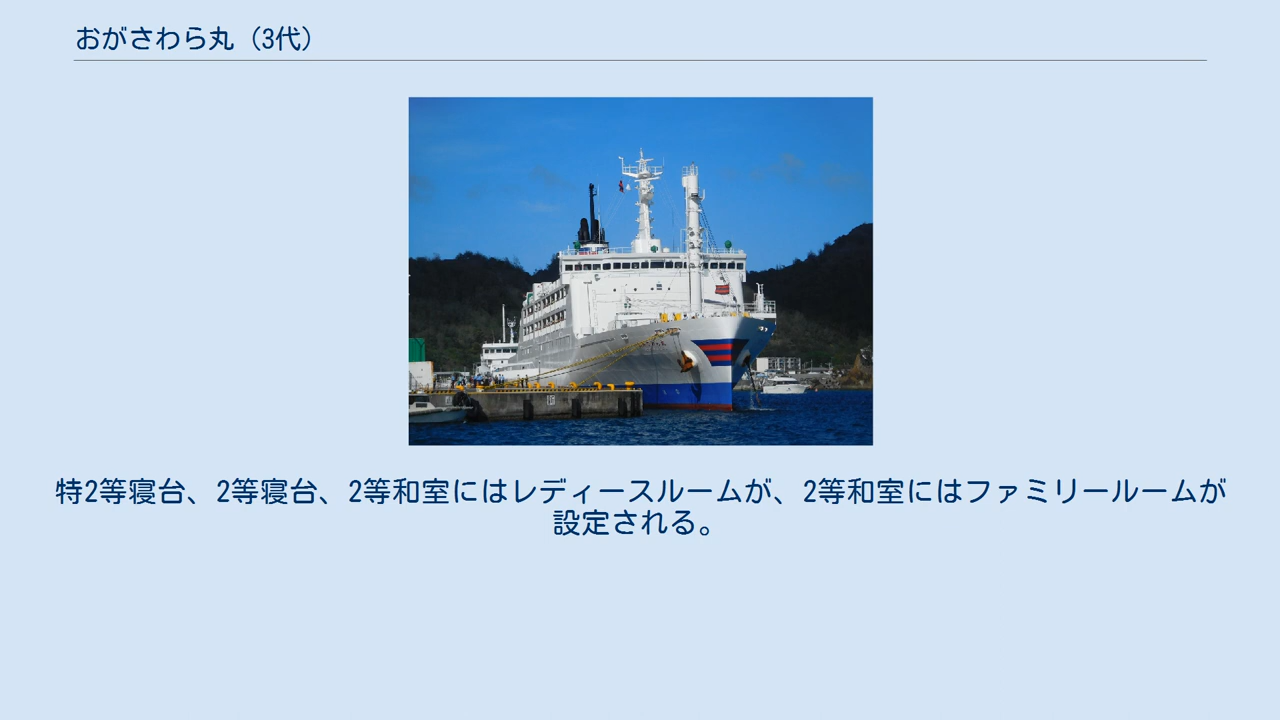 おがさわら丸（3代）
特2等寝台、2等寝台、2等和室にはレディースルームが、2等和室にはファミリールームが
設定される。